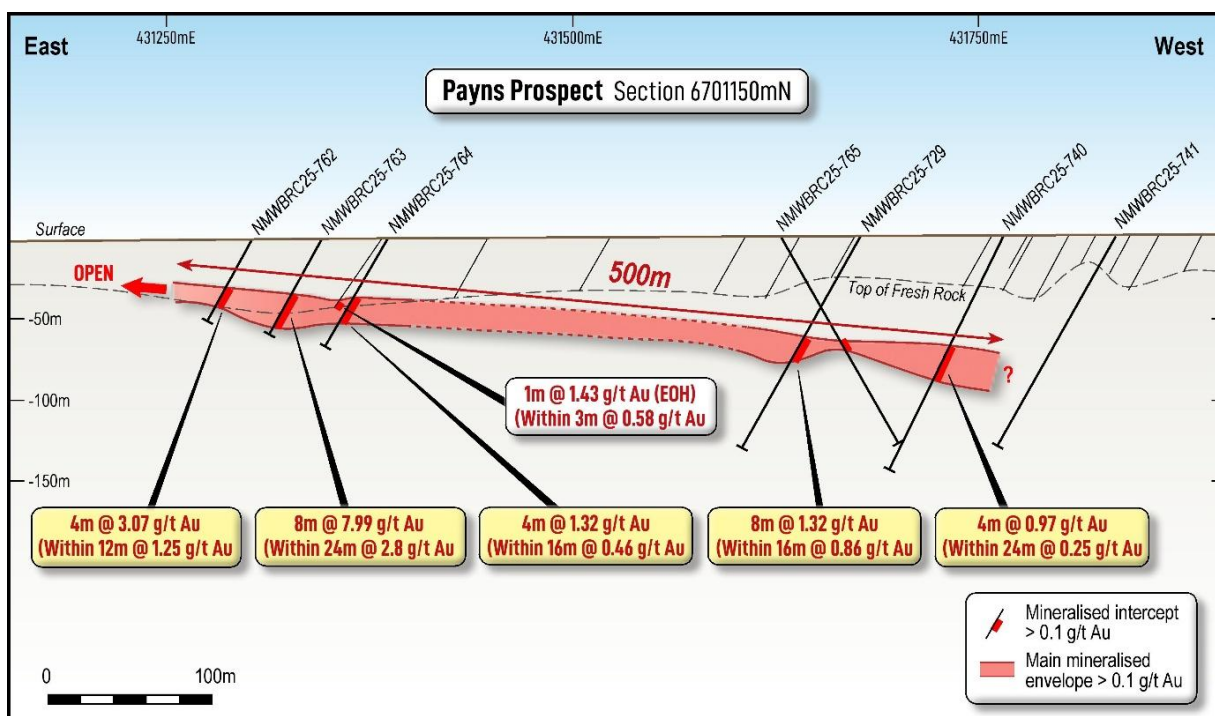 431250mE
431500mE
431750mE
East
West
Payns Prospect Section 6701150mN
NMWBRC25-762
NMWBRC25-763
NMWBRC25-764
NMWBRC25-765
NMWBRC25-729
NMWBRC25-740
NMWBRC25-741
Surface
OPEN
500m
Top of Fresh Rock
-50m
?
1m @ 1.43 g/t Au (EOH)
(Within 3m @ 0.58 g/t Au
-100m
-150m
4m @ 3.07 g/t Au
(Within 12m @ 1.25 g/t Au
8m @ 7.99 g/t Au
(Within 24m @ 2.8 g/t Au
4m @ 1.32 g/t Au
(Within 16m @ 0.46 g/t Au
8m @ 1.32 g/t Au
(Within 16m @ 0.86 g/t Au
4m @ 0.97 g/t Au
(Within 24m @ 0.25 g/t Au
Mineralised intercept
> 0.1 g/t Au
Main mineralised
envelope > 0.1 g/t Au
0
100m